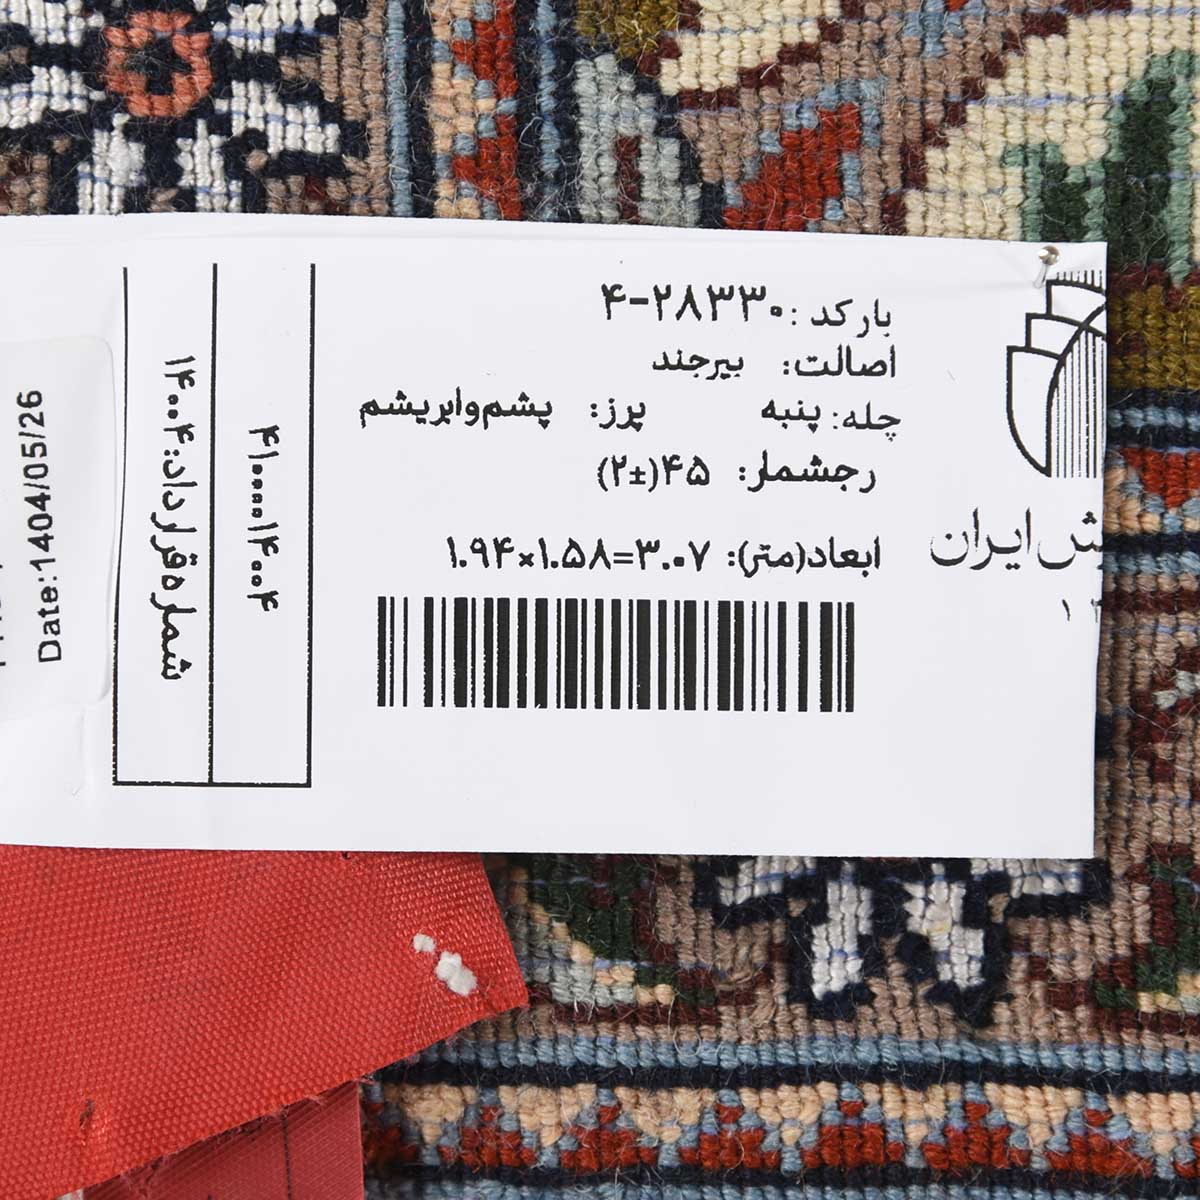 بارکد: ۴-۲۸۳۳۰
اصالت: بیرجند
چله: پنبه پرز: پشم‌وابریشم
رجشمار: ۴۵(±۲)
ابعاد(متر): ۱.۹۴×۱.۵۸=۳.۰۷
ایران
شماره قرارداد: ۱۴۰۰۴
۴۱۰۰۰۰۱۴۰۰۴
Date:1404/05/26